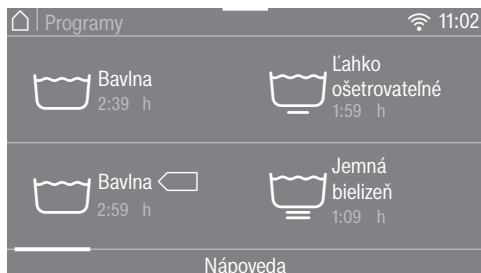 Programy
11:02
Bavlna
2:39 h
Ľahko
ošetrovateľné
1:59 h
Bavlna
2:59 h
Jemná
bielizeň
1:09 h
Nápoveda